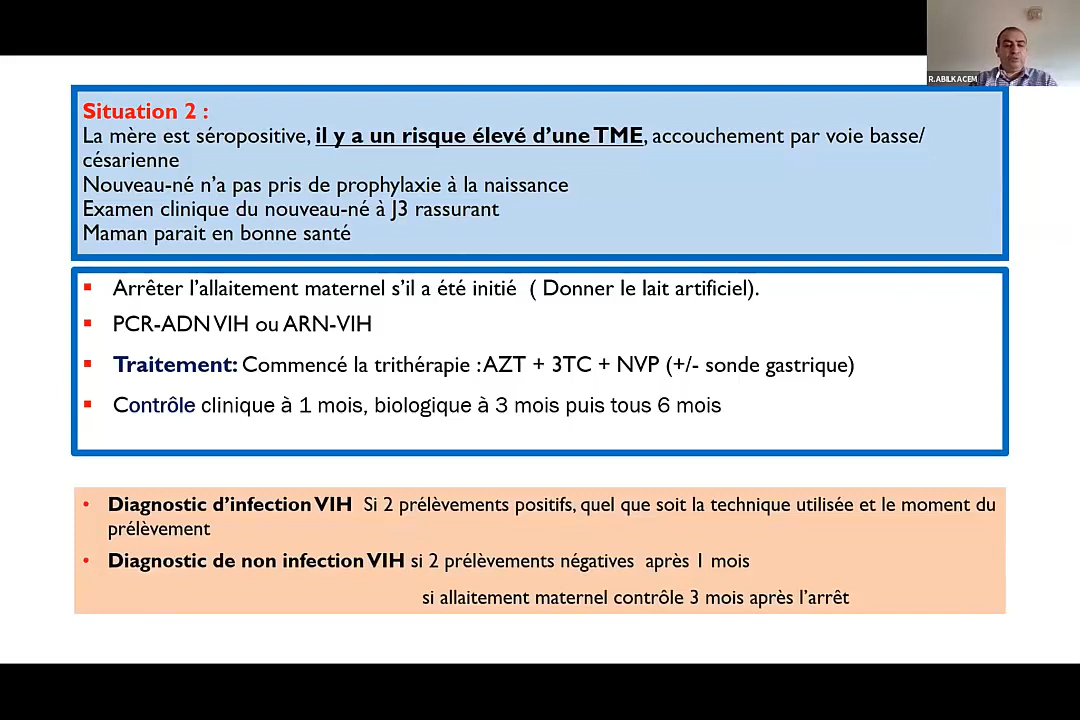 R.ABILKACEM
Situation 2 :
La mère est séropositive, il y a un risque élevé d’une TME, accouchement par voie basse/
césarienne
Nouveau-né n’a pas pris de prophylaxie à la naissance
Examen clinique du nouveau-né à J3 rassurant
Maman parait en bonne santé
▪ Arrêter l’allaitement maternel s’il a été initié ( Donner le lait artificiel).
▪ PCR-ADN VIH ou ARN-VIH
▪ Traitement: Commencé la trithérapie : AZT + 3TC + NVP (+/- sonde gastrique)
▪ Contrôle clinique à 1 mois, biologique à 3 mois puis tous 6 mois
• Diagnostic d’infection VIH Si 2 prélèvements positifs, quel que soit la technique utilisée et le moment du
prélèvement
• Diagnostic de non infection VIH si 2 prélèvements négatives après 1 mois
si allaitement maternel contrôle 3 mois après l’arrêt